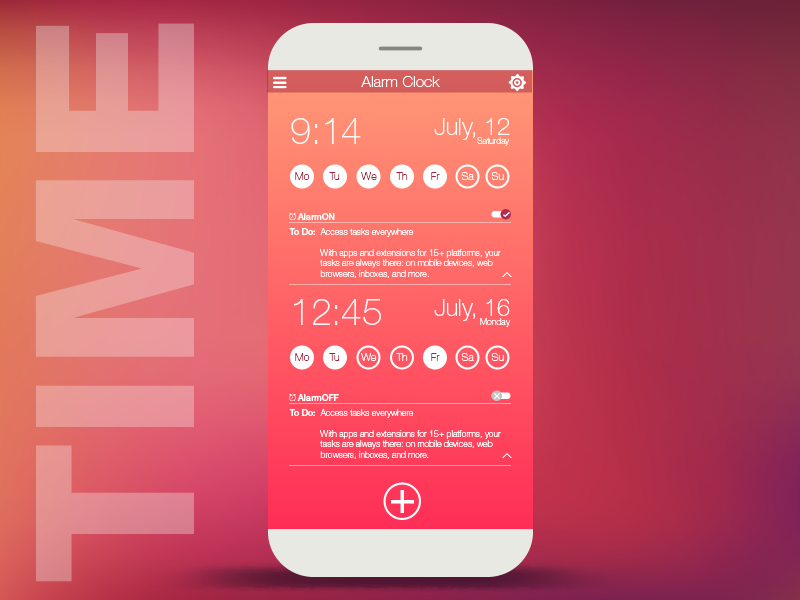 TIME
Alarm Clock
9:14
July, 12
Saturday
Mo Tu We Th Fr Sa Su
AlarmON
To Do: Access tasks everywhere
With apps and extensions for 15+ platforms, your
tasks are always there: on mobile devices, web
browsers, inboxes, and more.
12:45
July, 16
Monday
Mo Tu We Th Fr Sa Su
AlarmOFF
To Do: Access tasks everywhere
With apps and extensions for 15+ platforms, your
tasks are always there: on mobile devices, web
browsers, inboxes, and more.